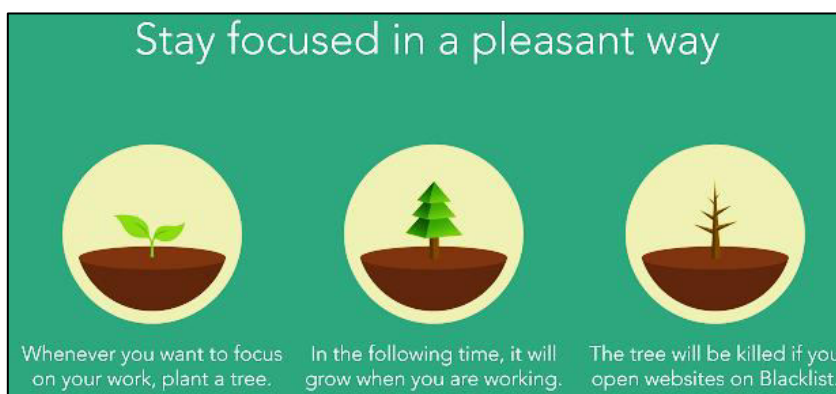 Stay focused in a pleasant way
Whenever you want to focus
on your work, plant a tree.
In the following time, it will
grow when you are working.
The tree will be killed if you
open websites on Blacklist.